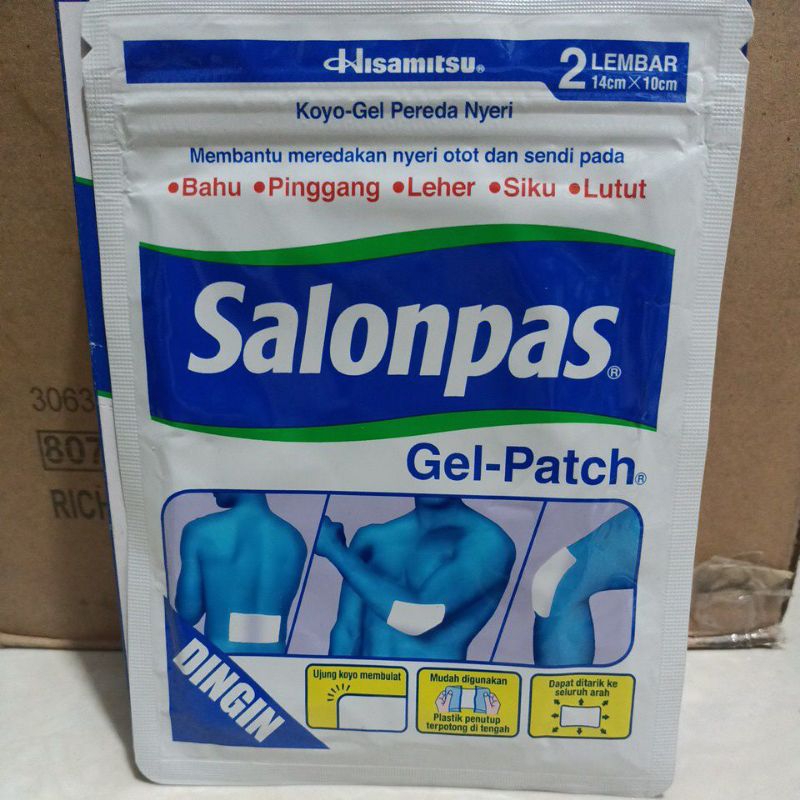 Hisamitsu®
2 LEMBAR
14cm×10cm
Koyo-Gel Pereda Nyeri
Membantu meredakan nyeri otot dan sendi pada
•Bahu •Pinggang •Leher •Siku •Lutut
Salonpas®
Gel-Patch®
DINGIN
Ujung koyo membulat
Mudah digunakan
Plastik penutup
terpotong di tengah
Dapat ditarik ke
seluruh arah
3063
807
RICH